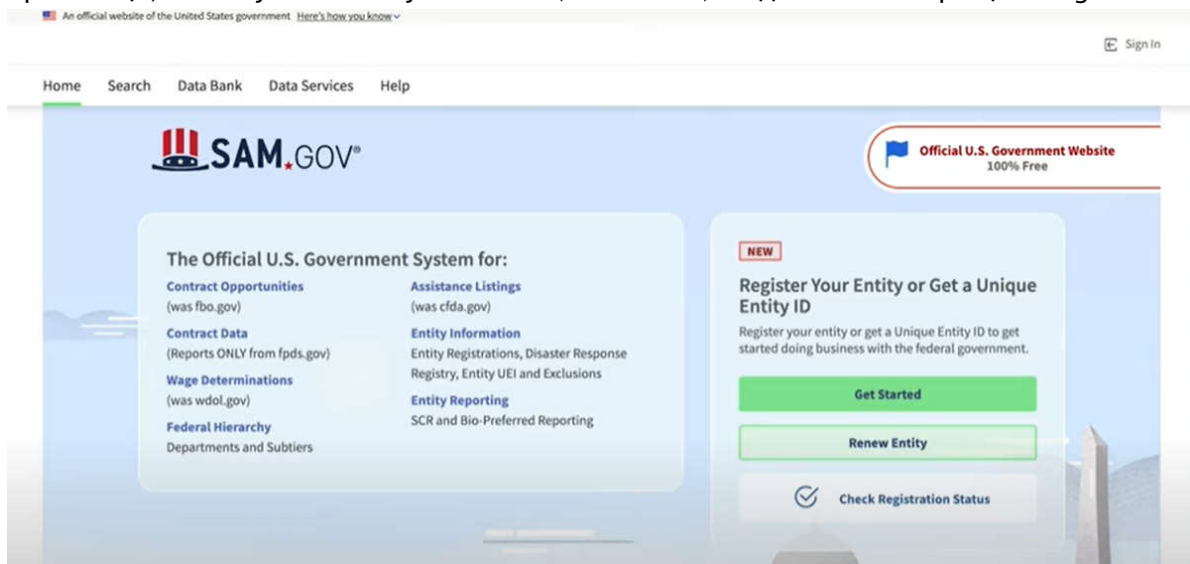 An official website of the United States government Here's how you know
Sign In
Home Search Data Bank Data Services Help
SAM.GOV®
Official U.S. Government Website
100% Free
The Official U.S. Government System for:
Contract Opportunities
(was fbo.gov)
Contract Data
(Reports ONLY from fpds.gov)
Wage Determinations
(was wdol.gov)
Federal Hierarchy
Departments and Subtiers
Assistance Listings
(was cfda.gov)
Entity Information
Entity Registrations, Disaster Response
Registry, Entity UEI and Exclusions
Entity Reporting
SCR and Bio-Preferred Reporting
NEW
Register Your Entity or Get a Unique
Entity ID
Register your entity or get a Unique Entity ID to get
started doing business with the federal government.
Get Started
Renew Entity
Check Registration Status